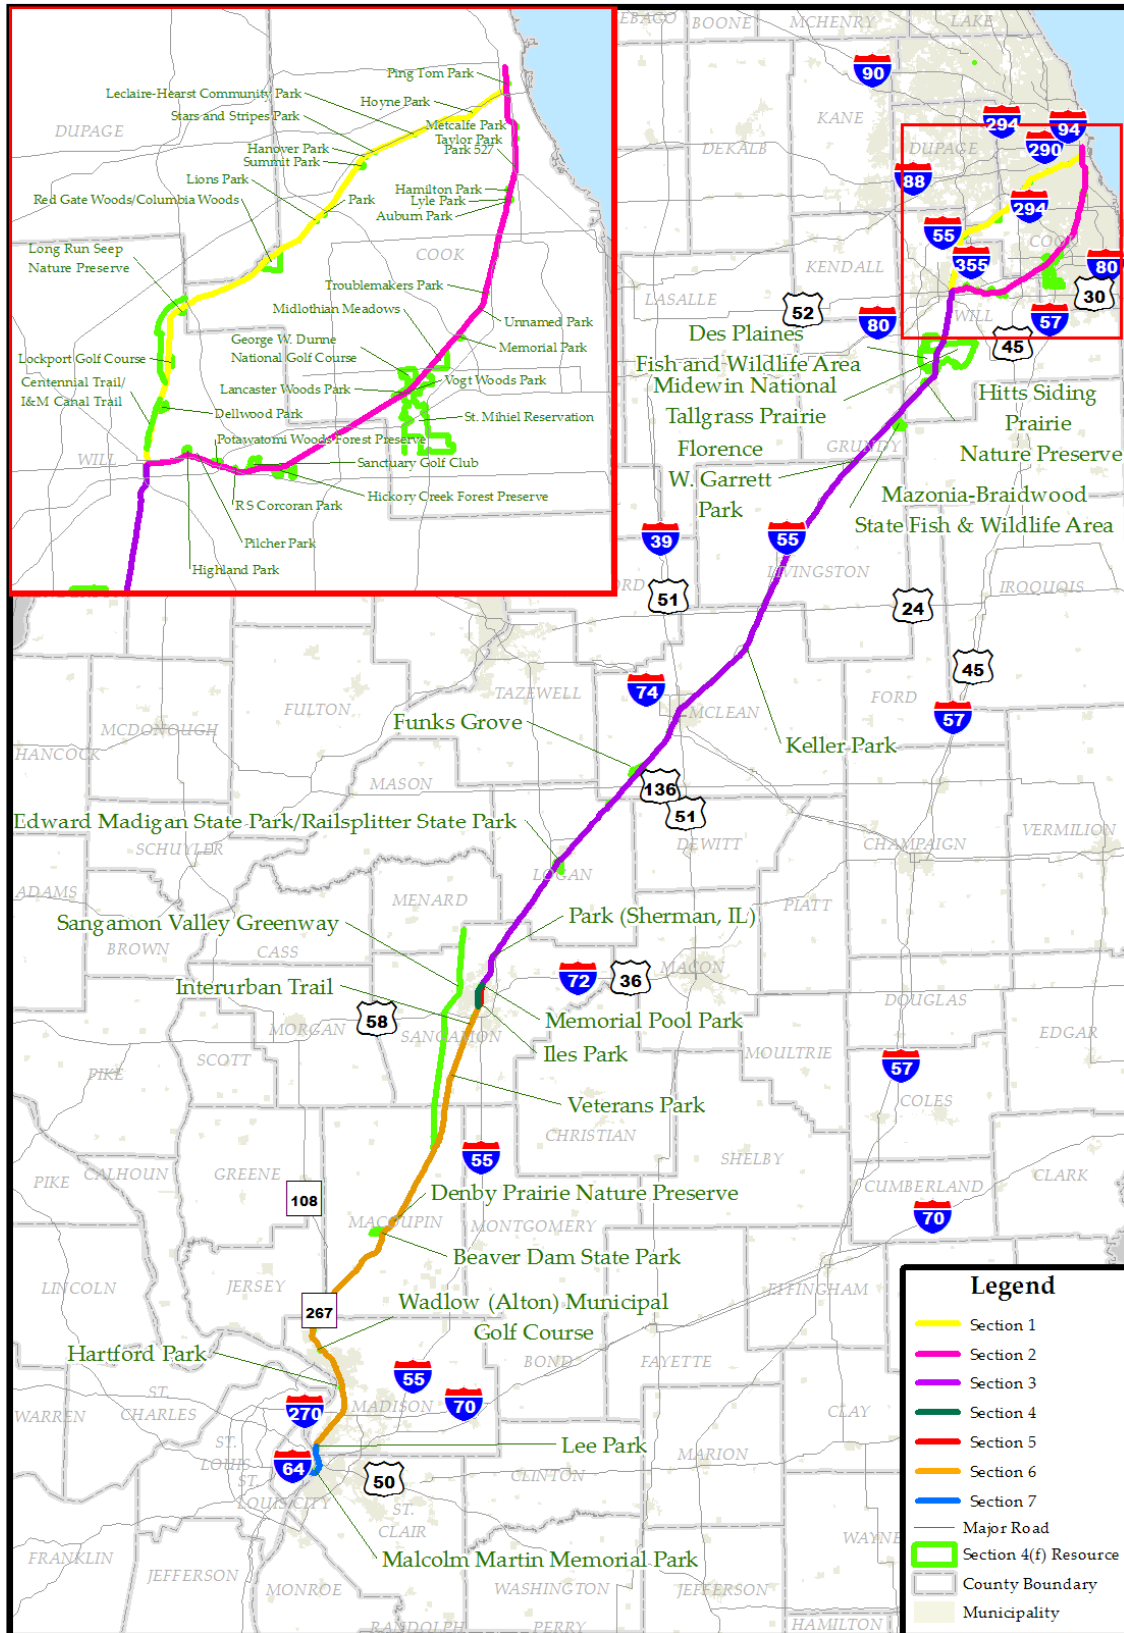 Ping Tom Park
Leclaire-Hearst Community Park
Hoyne Park
Stars and Stripes Park
Metcalfe Park
Taylor Park
Park 527
DUPAGE
Hanover Park
Summit Park
Lions Park
Park
Hamilton Park
Lyle Park
Auburn Park
Red Gate Woods/Columbia Woods
COOK
Long Run Seep
Nature Preserve
Troublemakers Park
Midlothian Meadows
Unnamed Park
George W. Dunne
National Golf Course
Memorial Park
Lockport Golf Course
Vogt Woods Park
Lancaster Woods Park
Centennial Trail/
I&M Canal Trail
Dellwood Park
St. Mihiel Reservation
Potawatomi Woods Forest Preserve
WILL
Sanctuary Golf Club
Hickory Creek Forest Preserve
RS Corcoran Park
Pilcher Park
Highland Park
EBAGO
BOONE
MCHENRY
LAKE
90
KANE
294
94
290
DEKALB
DUPAGE
88
294
55
COOK
355
80
KENDALL
30
LASALLE
52
80
WILL
57
45
Des Plaines
Fish and Wildlife Area
Midewin National
Tallgrass Prairie
Hitts Siding
Prairie
Nature Preserve
GRUNDY
Florence
W. Garrett
Park
Mazonia-Braidwood
State Fish & Wildlife Area
39
55
LIVINGSTON
IROQUOIS
ORD
51
24
45
TAZEWELL
74
FORD
57
FULTON
MCLEAN
MCDONOUGH
HANCOCK
Funks Grove
Keller Park
MASON
136
51
Edward Madigan State Park/Railsplitter State Park
VERMILION
DEWITT
CHAMPAIGN
SCHUYLER
LOGAN
ADAMS
MENARD
PIATT
Sangamon Valley Greenway
Park (Sherman, IL)
BROWN
CASS
MACON
72
36
Interurban Trail
DOUGLAS
58
MORGAN
Memorial Pool Park
EDGAR
SANGAMON
Iles Park
MOULTRIE
SCOTT
57
PIKE
COLES
Veterans Park
CHRISTIAN
55
SHELBY
CALHOUN
GREENE
CLARK
PIKE
CUMBERLAND
108
Denby Prairie Nature Preserve
70
MACOUPIN
MONTGOMERY
Beaver Dam State Park
LINCOLN
JERSEY
EFFINGHAM
267
Wadlow (Alton) Municipal
Golf Course
Hartford Park
BOND
FAYETTE
55
ST.
CHARLES
WARREN
MADISON
70
270
CLAY
Lee Park
ST.
LOUIS
MARION
64
ST.
LOUIS CITY
50
CLINTON
ST.
CLAIR
WAYNE
FRANKLIN
Malcolm Martin Memorial Park
JEFFERSON
MONROE
WASHINGTON
JEFFERSON
RANDOLPH
PERRY
HAMILTON
Legend
Section 1
Section 2
Section 3
Section 4
Section 5
Section 6
Section 7
Major Road
Section 4(f) Resource
County Boundary
Municipality